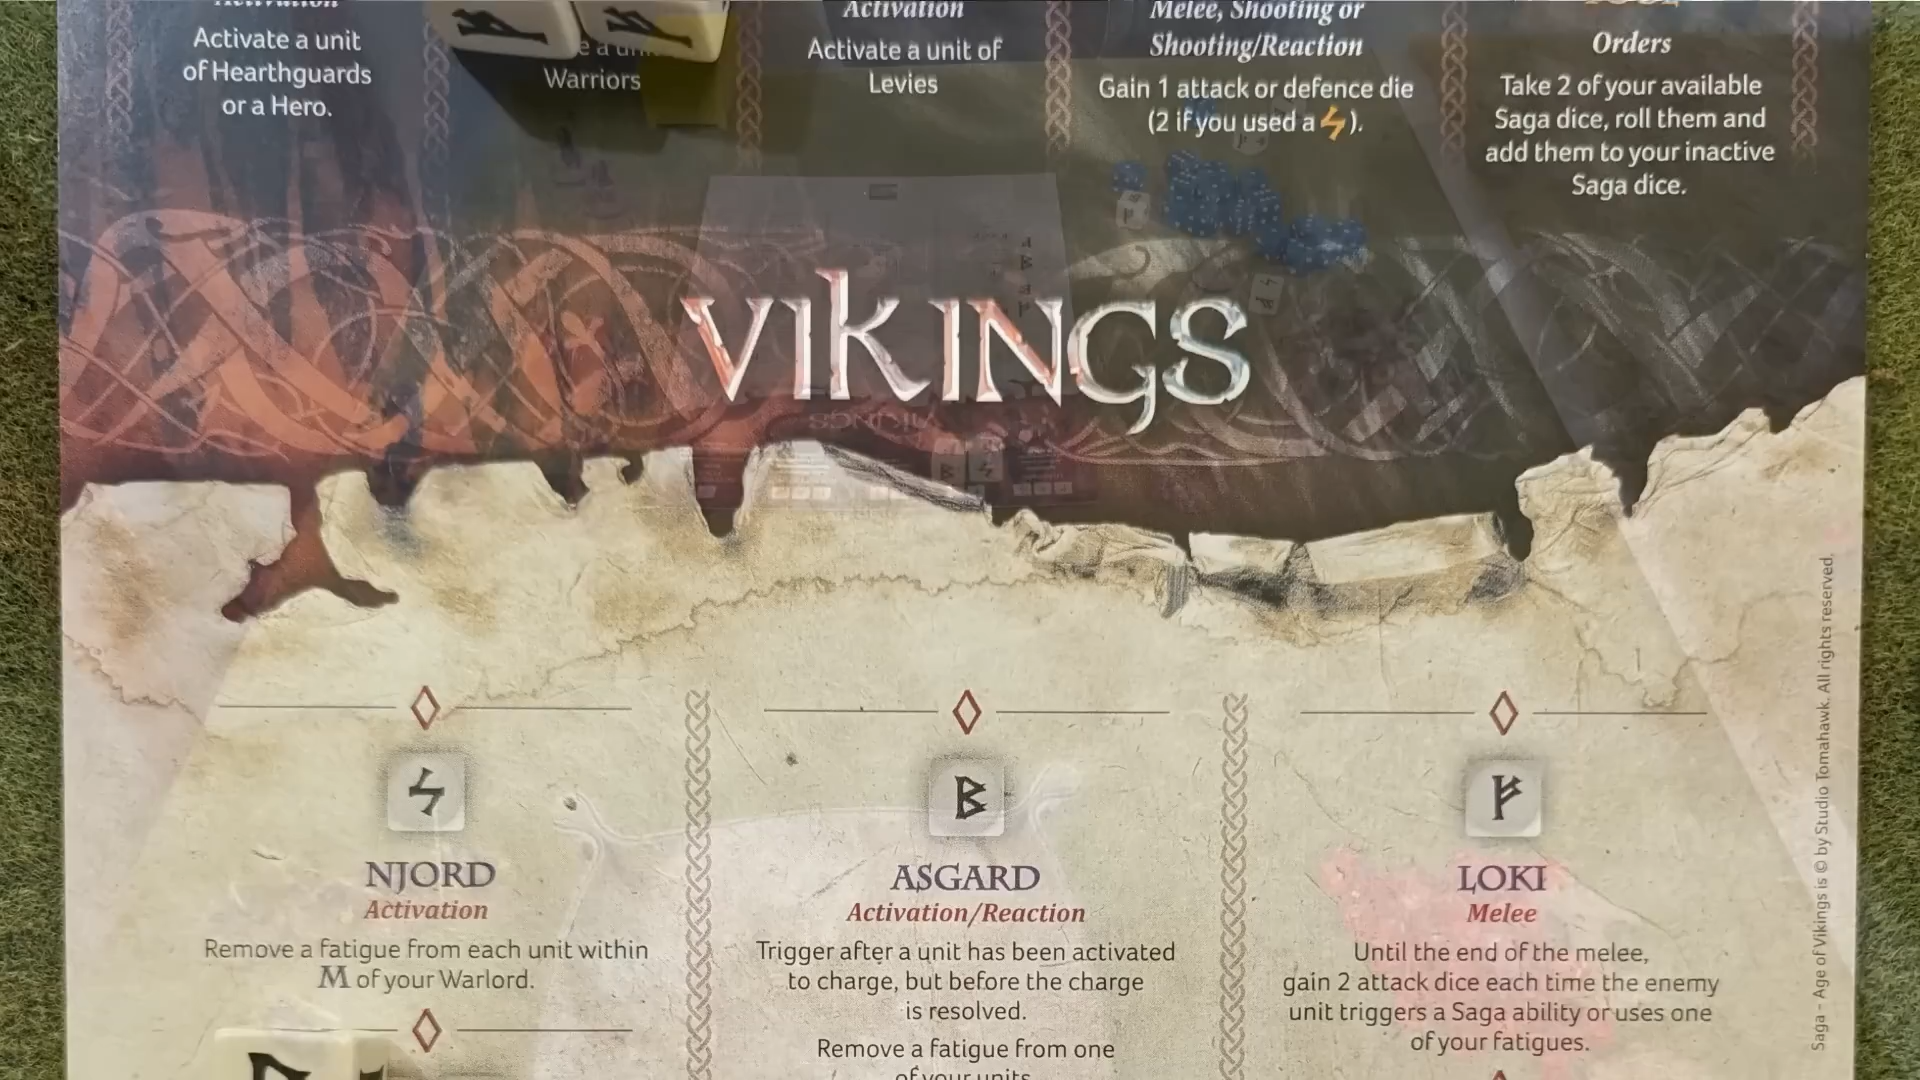 Activation
Activate a unit
of Hearthguards
or a Hero.
Warriors
Activation
Activate a unit of
Levies
Melee, Shooting or
Shooting/Reaction
Gain 1 attack or defence die
(2 if you used a ᛋ).
Orders
Take 2 of your available
Saga dice, roll them and
add them to your inactive
Saga dice.
VIKINGS
NJORD
Activation
Remove a fatigue from each unit within
M of your Warlord.
ASGARD
Activation/Reaction
Trigger after a unit has been activated
to charge, but before the charge
is resolved.
Remove a fatigue from one
of your units
LOKI
Melee
Until the end of the melee,
gain 2 attack dice each time the enemy
unit triggers a Saga ability or uses one
of your fatigues.
Saga - Age of Vikings is © by Studio Tomahawk. All rights reserved.